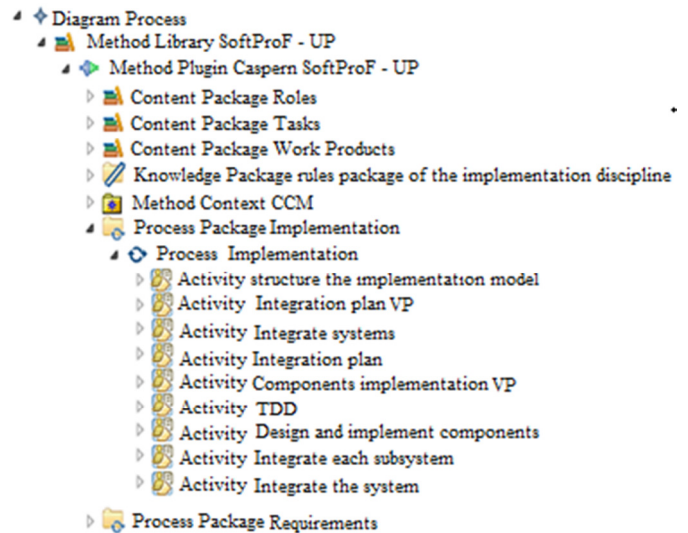 Diagram Process
Method Library SoftProF - UP
Method Plugin Caspern SoftProF - UP
Content Package Roles
Content Package Tasks
Content Package Work Products
Knowledge Package rules package of the implementation discipline
Method Context CCM
Process Package Implementation
Process Implementation
Activity structure the implementation model
Activity Integration plan VP
Activity Integrate systems
Activity Integration plan
Activity Components implementation VP
Activity TDD
Activity Design and implement components
Activity Integrate each subsystem
Activity Integrate the system
Process Package Requirements